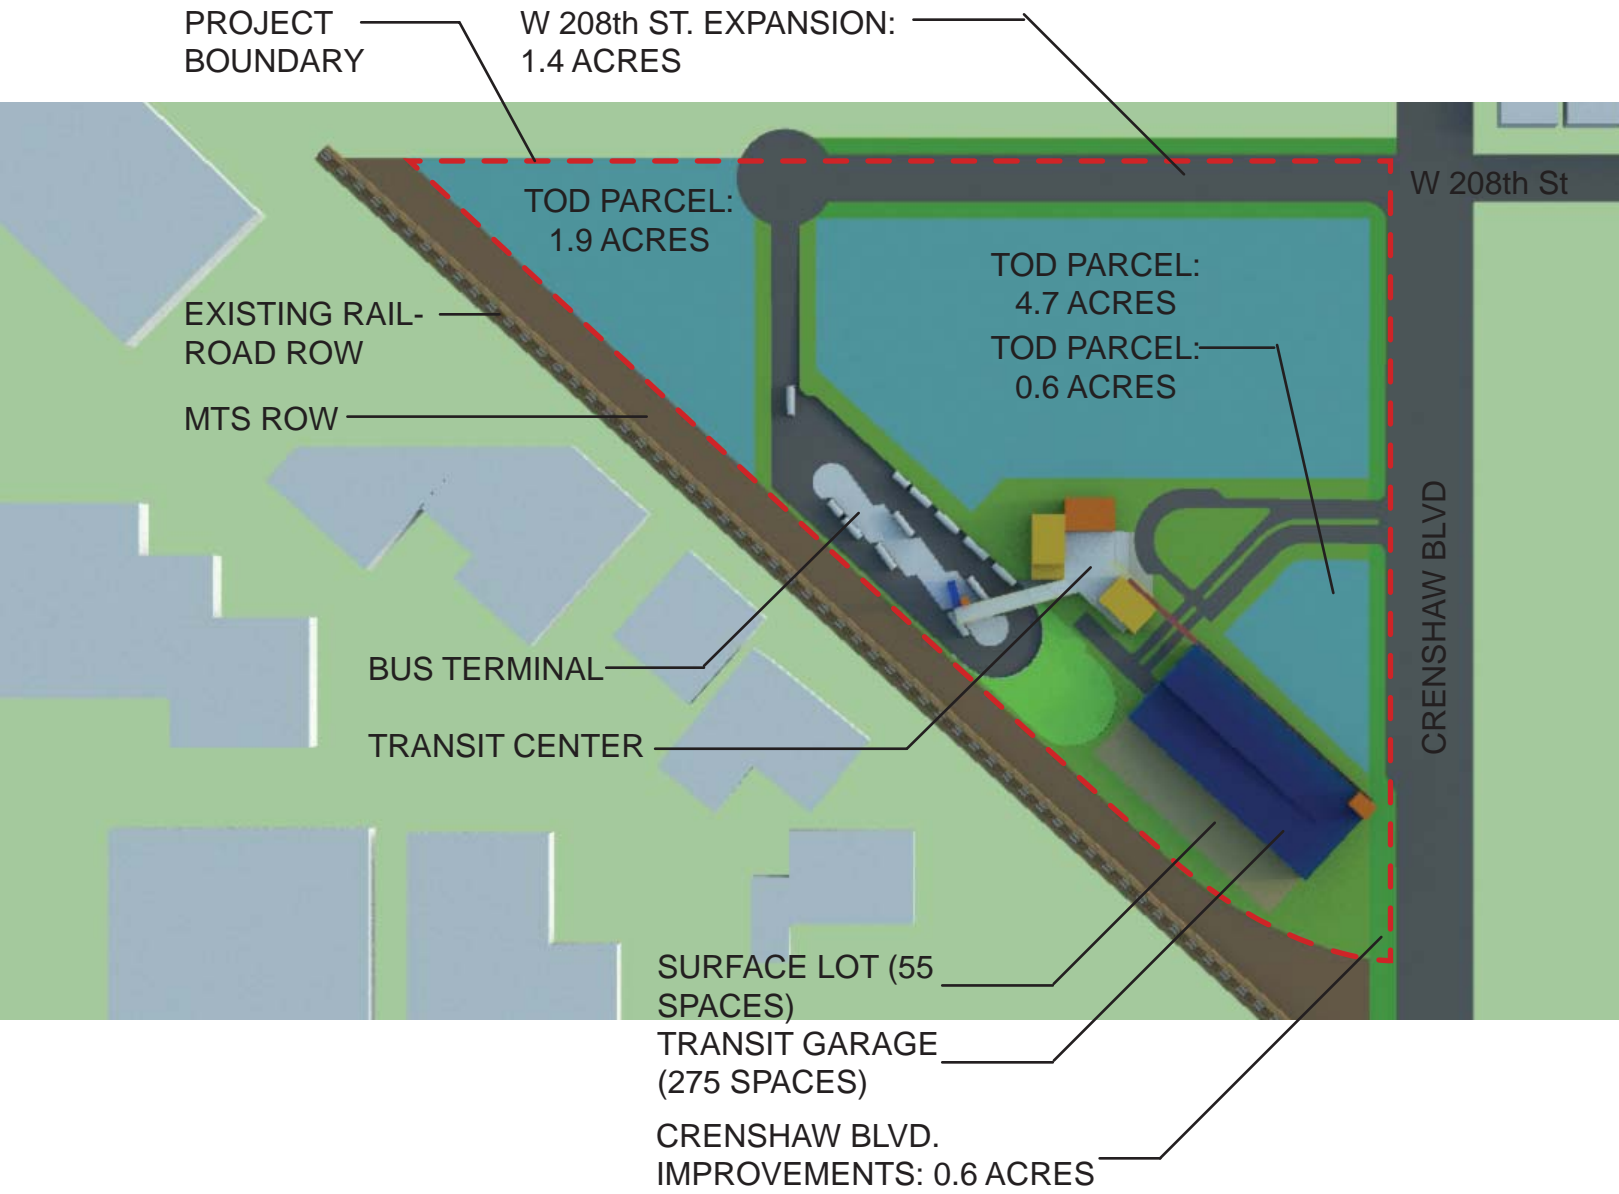 PROJECT
BOUNDARY
W 208th ST. EXPANSION:
1.4 ACRES
W 208th St
TOD PARCEL:
1.9 ACRES
TOD PARCEL:
4.7 ACRES
TOD PARCEL:
0.6 ACRES
EXISTING RAIL-
ROAD ROW
MTS ROW
CRENSHAW BLVD
BUS TERMINAL
TRANSIT CENTER
SURFACE LOT (55
SPACES)
TRANSIT GARAGE
(275 SPACES)
CRENSHAW BLVD.
IMPROVEMENTS: 0.6 ACRES